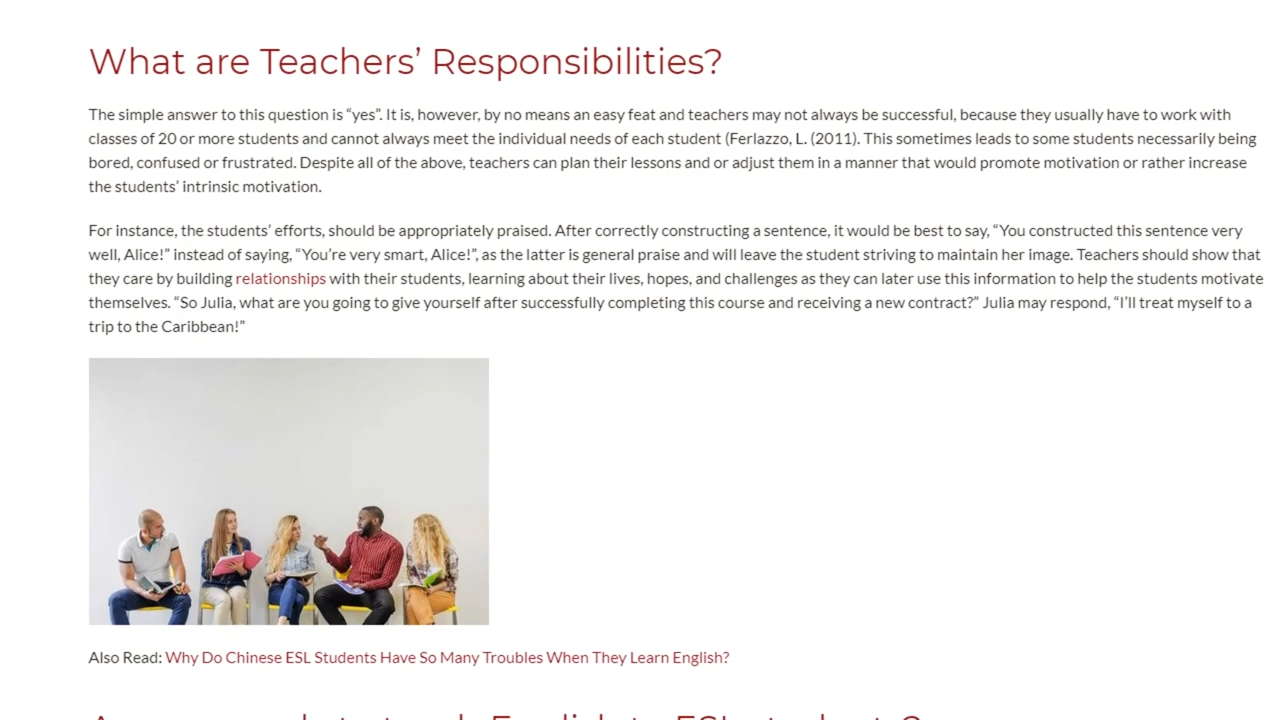 What are Teachers’ Responsibilities?
The simple answer to this question is “yes”. It is, however, by no means an easy feat and teachers may not always be successful, because they usually have to work with
classes of 20 or more students and cannot always meet the individual needs of each student (Ferlazzo, L. (2011). This sometimes leads to some students necessarily being
bored, confused or frustrated. Despite all of the above, teachers can plan their lessons and or adjust them in a manner that would promote motivation or rather increase
the students’ intrinsic motivation.
For instance, the students’ efforts, should be appropriately praised. After correctly constructing a sentence, it would be best to say, “You constructed this sentence very
well, Alice!” instead of saying, “You’re very smart, Alice!”, as the latter is general praise and will leave the student striving to maintain her image. Teachers should show that
they care by building relationships with their students, learning about their lives, hopes, and challenges as they can later use this information to help the students motivate
themselves. “So Julia, what are you going to give yourself after successfully completing this course and receiving a new contract?” Julia may respond, “I’ll treat myself to a
trip to the Caribbean!”
Also Read: Why Do Chinese ESL Students Have So Many Troubles When They Learn English?